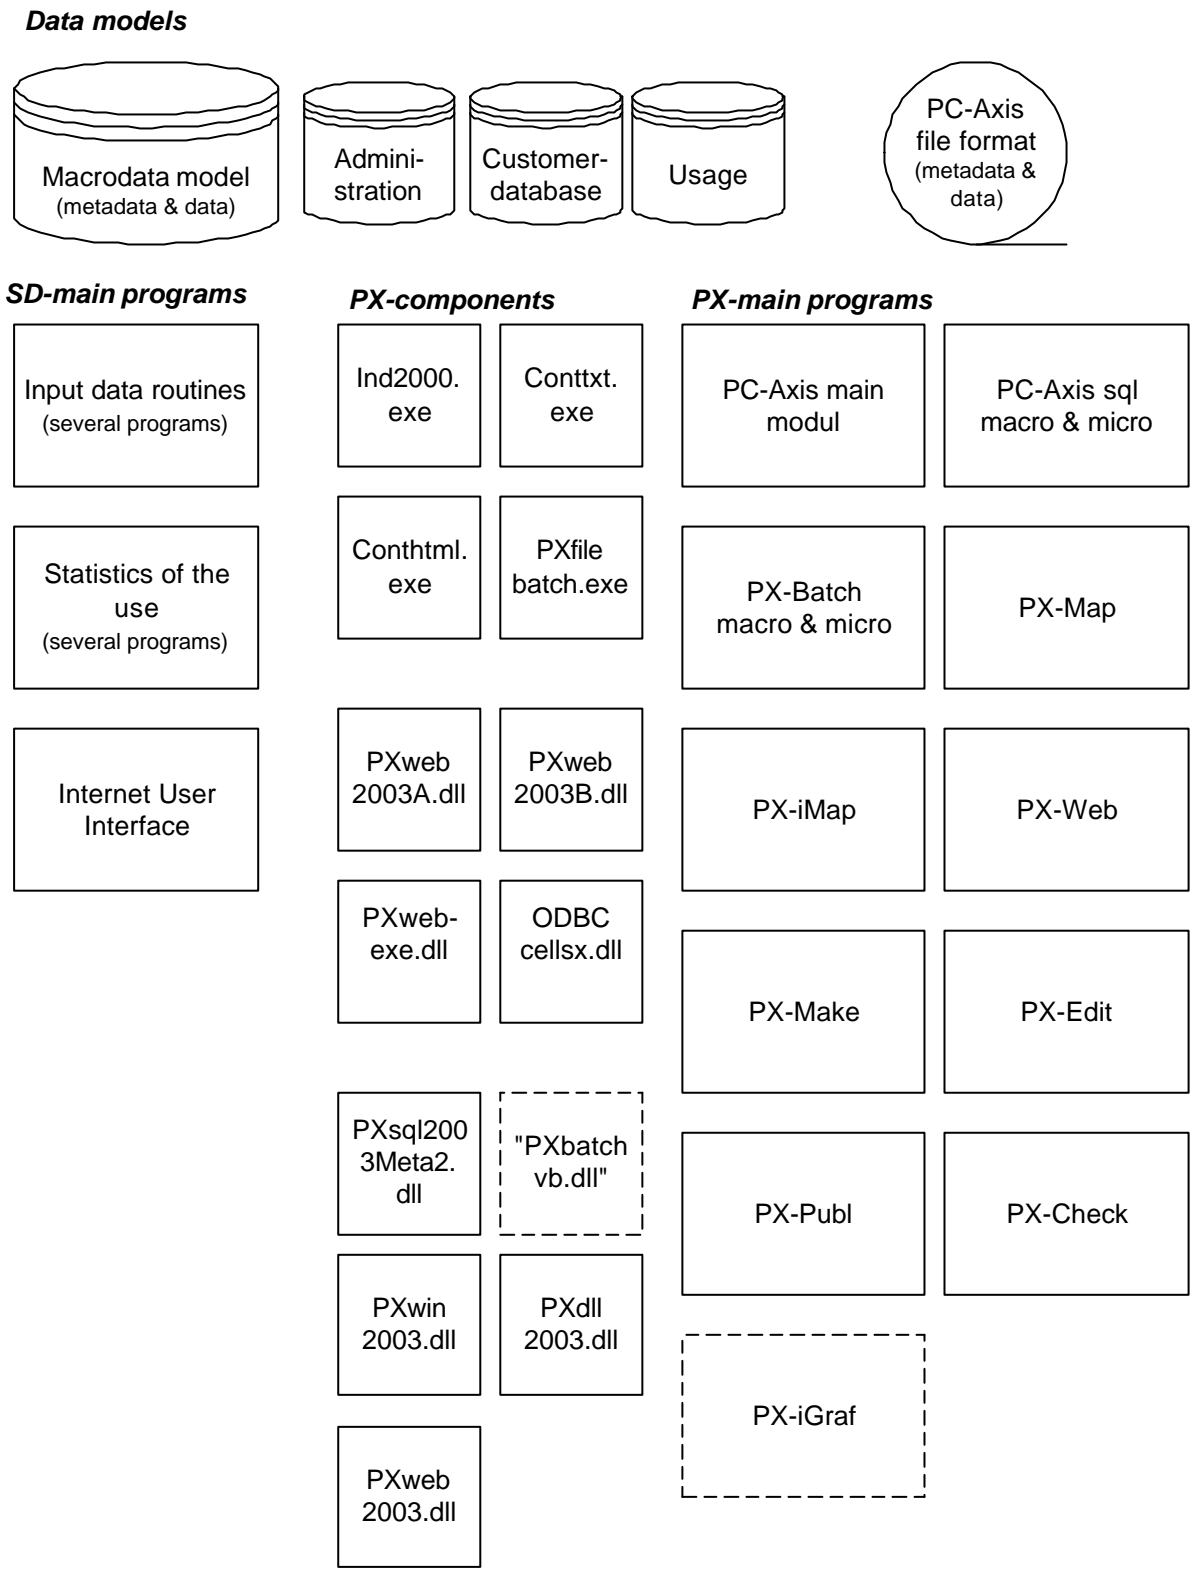 Data models
Macrodata model
(metadata & data)
Admini-
stration
Customer-
database
Usage
PC-Axis
file format
(metadata &
data)
SD-main programs
Input data routines
(several programs)
Statistics of the
use
(several programs)
Internet User
Interface
PX-components
Ind2000.
exe
Conttxt.
exe
Conthtml.
exe
PXfile
batch.exe
PXweb
2003A.dll
PXweb
2003B.dll
PXweb-
exe.dll
ODBC
cellsx.dll
PXsql200
3Meta2.
dll
"PXbatch
vb.dll"
PXwin
2003.dll
PXdll
2003.dll
PXweb
2003.dll
PX-main programs
PC-Axis main
modul
PC-Axis sql
macro & micro
PX-Batch
macro & micro
PX-Map
PX-iMap
PX-Web
PX-Make
PX-Edit
PX-Publ
PX-Check
PX-iGraf